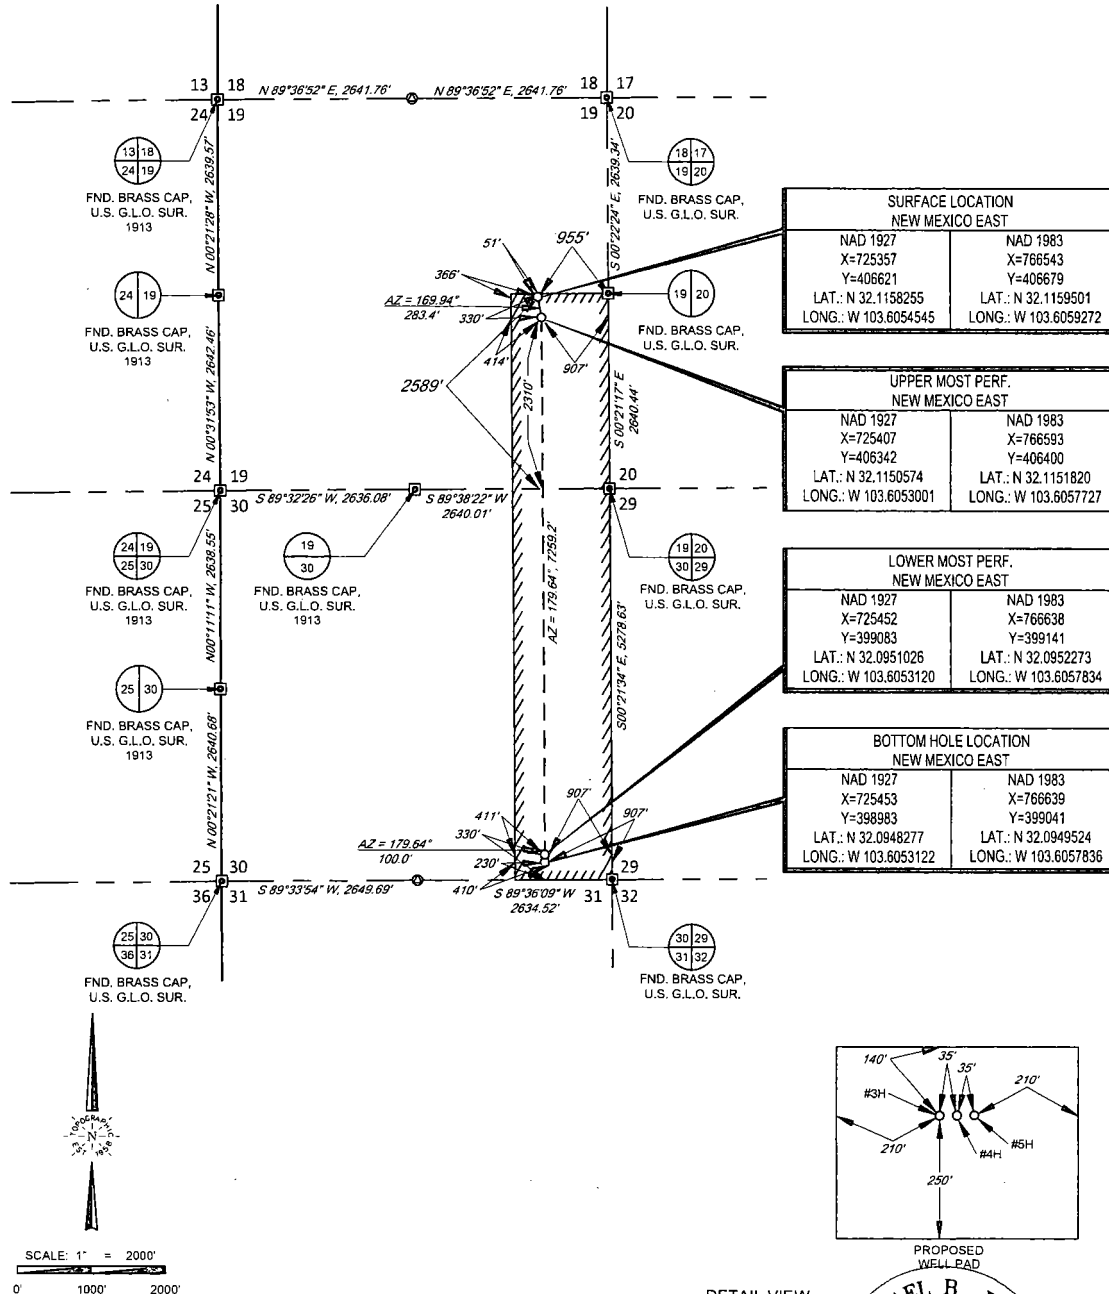 13 18
24 19
N 89°36'52" E, 2641.76'
N 89°36'52" E, 2641.76'
18 17
19 20
13 18
24 19
FND. BRASS CAP,
U.S. G.L.O. SUR.
1913
N 00°21'28" W, 2639.57'
18 17
19 20
FND. BRASS CAP,
U.S. G.L.O. SUR.
S 00°22'24" E, 2639.34'
SURFACE LOCATION
NEW MEXICO EAST
NAD 1927
X=725357
Y=406621
LAT.: N 32.1158255
LONG.: W 103.6054545
NAD 1983
X=766543
Y=406679
LAT.: N 32.1159501
LONG.: W 103.6059272
51'
955'
366'
AZ = 169.94°
283.4'
330'
414'
907'
2589'
2310'
24 19
FND. BRASS CAP,
U.S. G.L.O. SUR.
1913
N 00°31'53" W, 2642.46'
19 20
FND. BRASS CAP,
U.S. G.L.O. SUR.
S 00°21'17" E
2640.44'
UPPER MOST PERF.
NEW MEXICO EAST
NAD 1927
X=725407
Y=406342
LAT.: N 32.1150574
LONG.: W 103.6053001
NAD 1983
X=766593
Y=406400
LAT.: N 32.1151820
LONG.: W 103.6057727
24 19
25 30
S 89°32'26" W, 2636.08'
S 89°38'22" W
2640.01'
20
29
24 19
25 30
FND. BRASS CAP,
U.S. G.L.O. SUR.
1913
19
30
FND. BRASS CAP,
U.S. G.L.O. SUR.
1913
19 20
30 29
FND. BRASS CAP,
U.S. G.L.O. SUR.
N00°11'11" W, 2638.55'
AZ = 179.64°, 7259.2'
S00°21'34" E, 5278.63'
LOWER MOST PERF.
NEW MEXICO EAST
NAD 1927
X=725452
Y=399083
LAT.: N 32.0951026
LONG.: W 103.6053120
NAD 1983
X=766638
Y=399141
LAT.: N 32.0952273
LONG.: W 103.6057834
25 30
FND. BRASS CAP,
U.S. G.L.O. SUR.
1913
N 00°21'21" W, 2640.68'
BOTTOM HOLE LOCATION
NEW MEXICO EAST
NAD 1927
X=725453
Y=398983
LAT.: N 32.0948277
LONG.: W 103.6053122
NAD 1983
X=766639
Y=399041
LAT.: N 32.0949524
LONG.: W 103.6057836
907'
907'
411'
330'
AZ = 179.64°
100.0'
230'
410'
25 30
36 31
S 89°33'54" W, 2649.69'
S 89°36'09" W
2634.52'
29
31 32
25 30
36 31
FND. BRASS CAP,
U.S. G.L.O. SUR.
30 29
31 32
FND. BRASS CAP,
U.S. G.L.O. SUR.
TOPOGRAPHIC
N
EST. 1958
SCALE: 1" = 2000'
0' 1000' 2000'
140'
35'
35'
210'
#3H
#4H
#5H
210'
250'
PROPOSED
WELL PAD
DETAIL VIEW